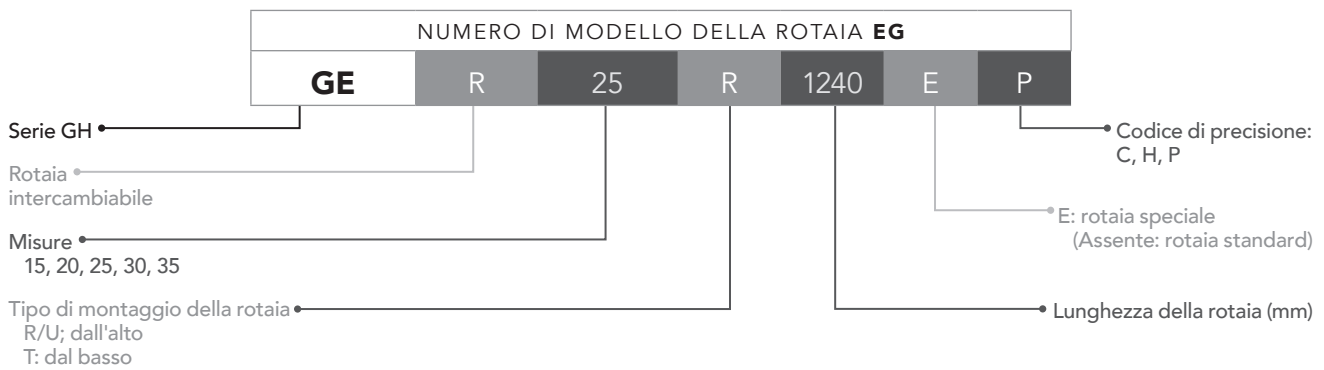 NUMERO DI MODELLO DELLA ROTAIA EG
GE R 25 R 1240 E P
Serie GH
Rotaia
intercambiabile
Misure
15, 20, 25, 30, 35
Tipo di montaggio della rotaia
R/U; dall'alto
T: dal basso
Codice di precisione:
C, H, P
E: rotaia speciale
(Assente: rotaia standard)
Lunghezza della rotaia (mm)